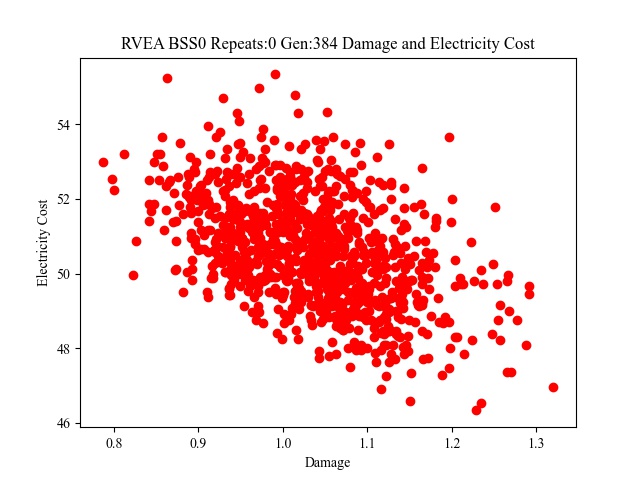 RVEA BSS0 Repeats:0 Gen:384 Damage and Electricity Cost
54
52
50
48
46
Electricity Cost
0.8 0.9 1.0 1.1 1.2 1.3
Damage